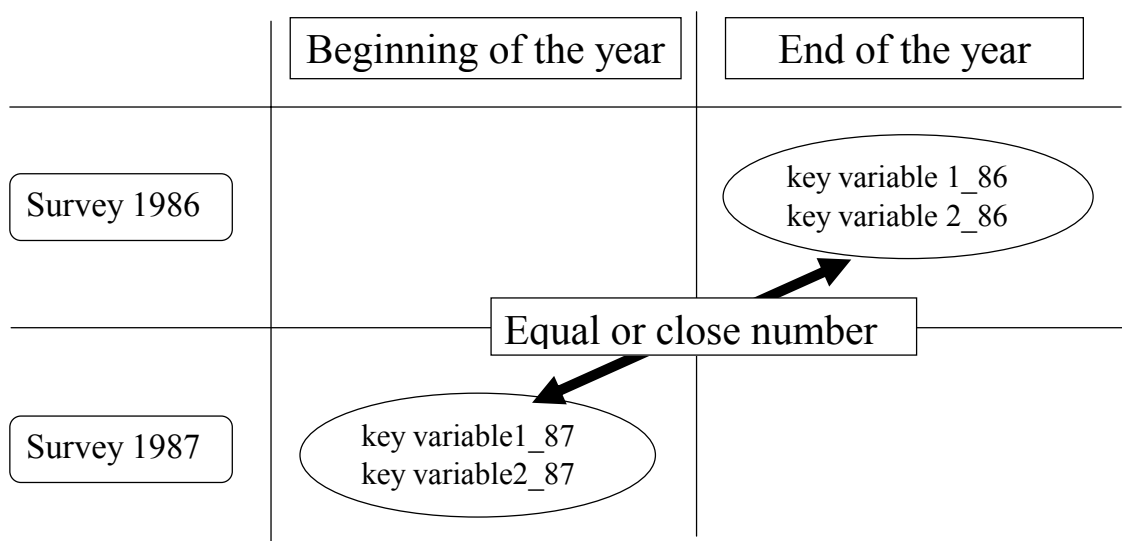 Beginning of the year
End of the year
Survey 1986
key variable 1_86
key variable 2_86
Equal or close number
Survey 1987
key variable1_87
key variable2_87